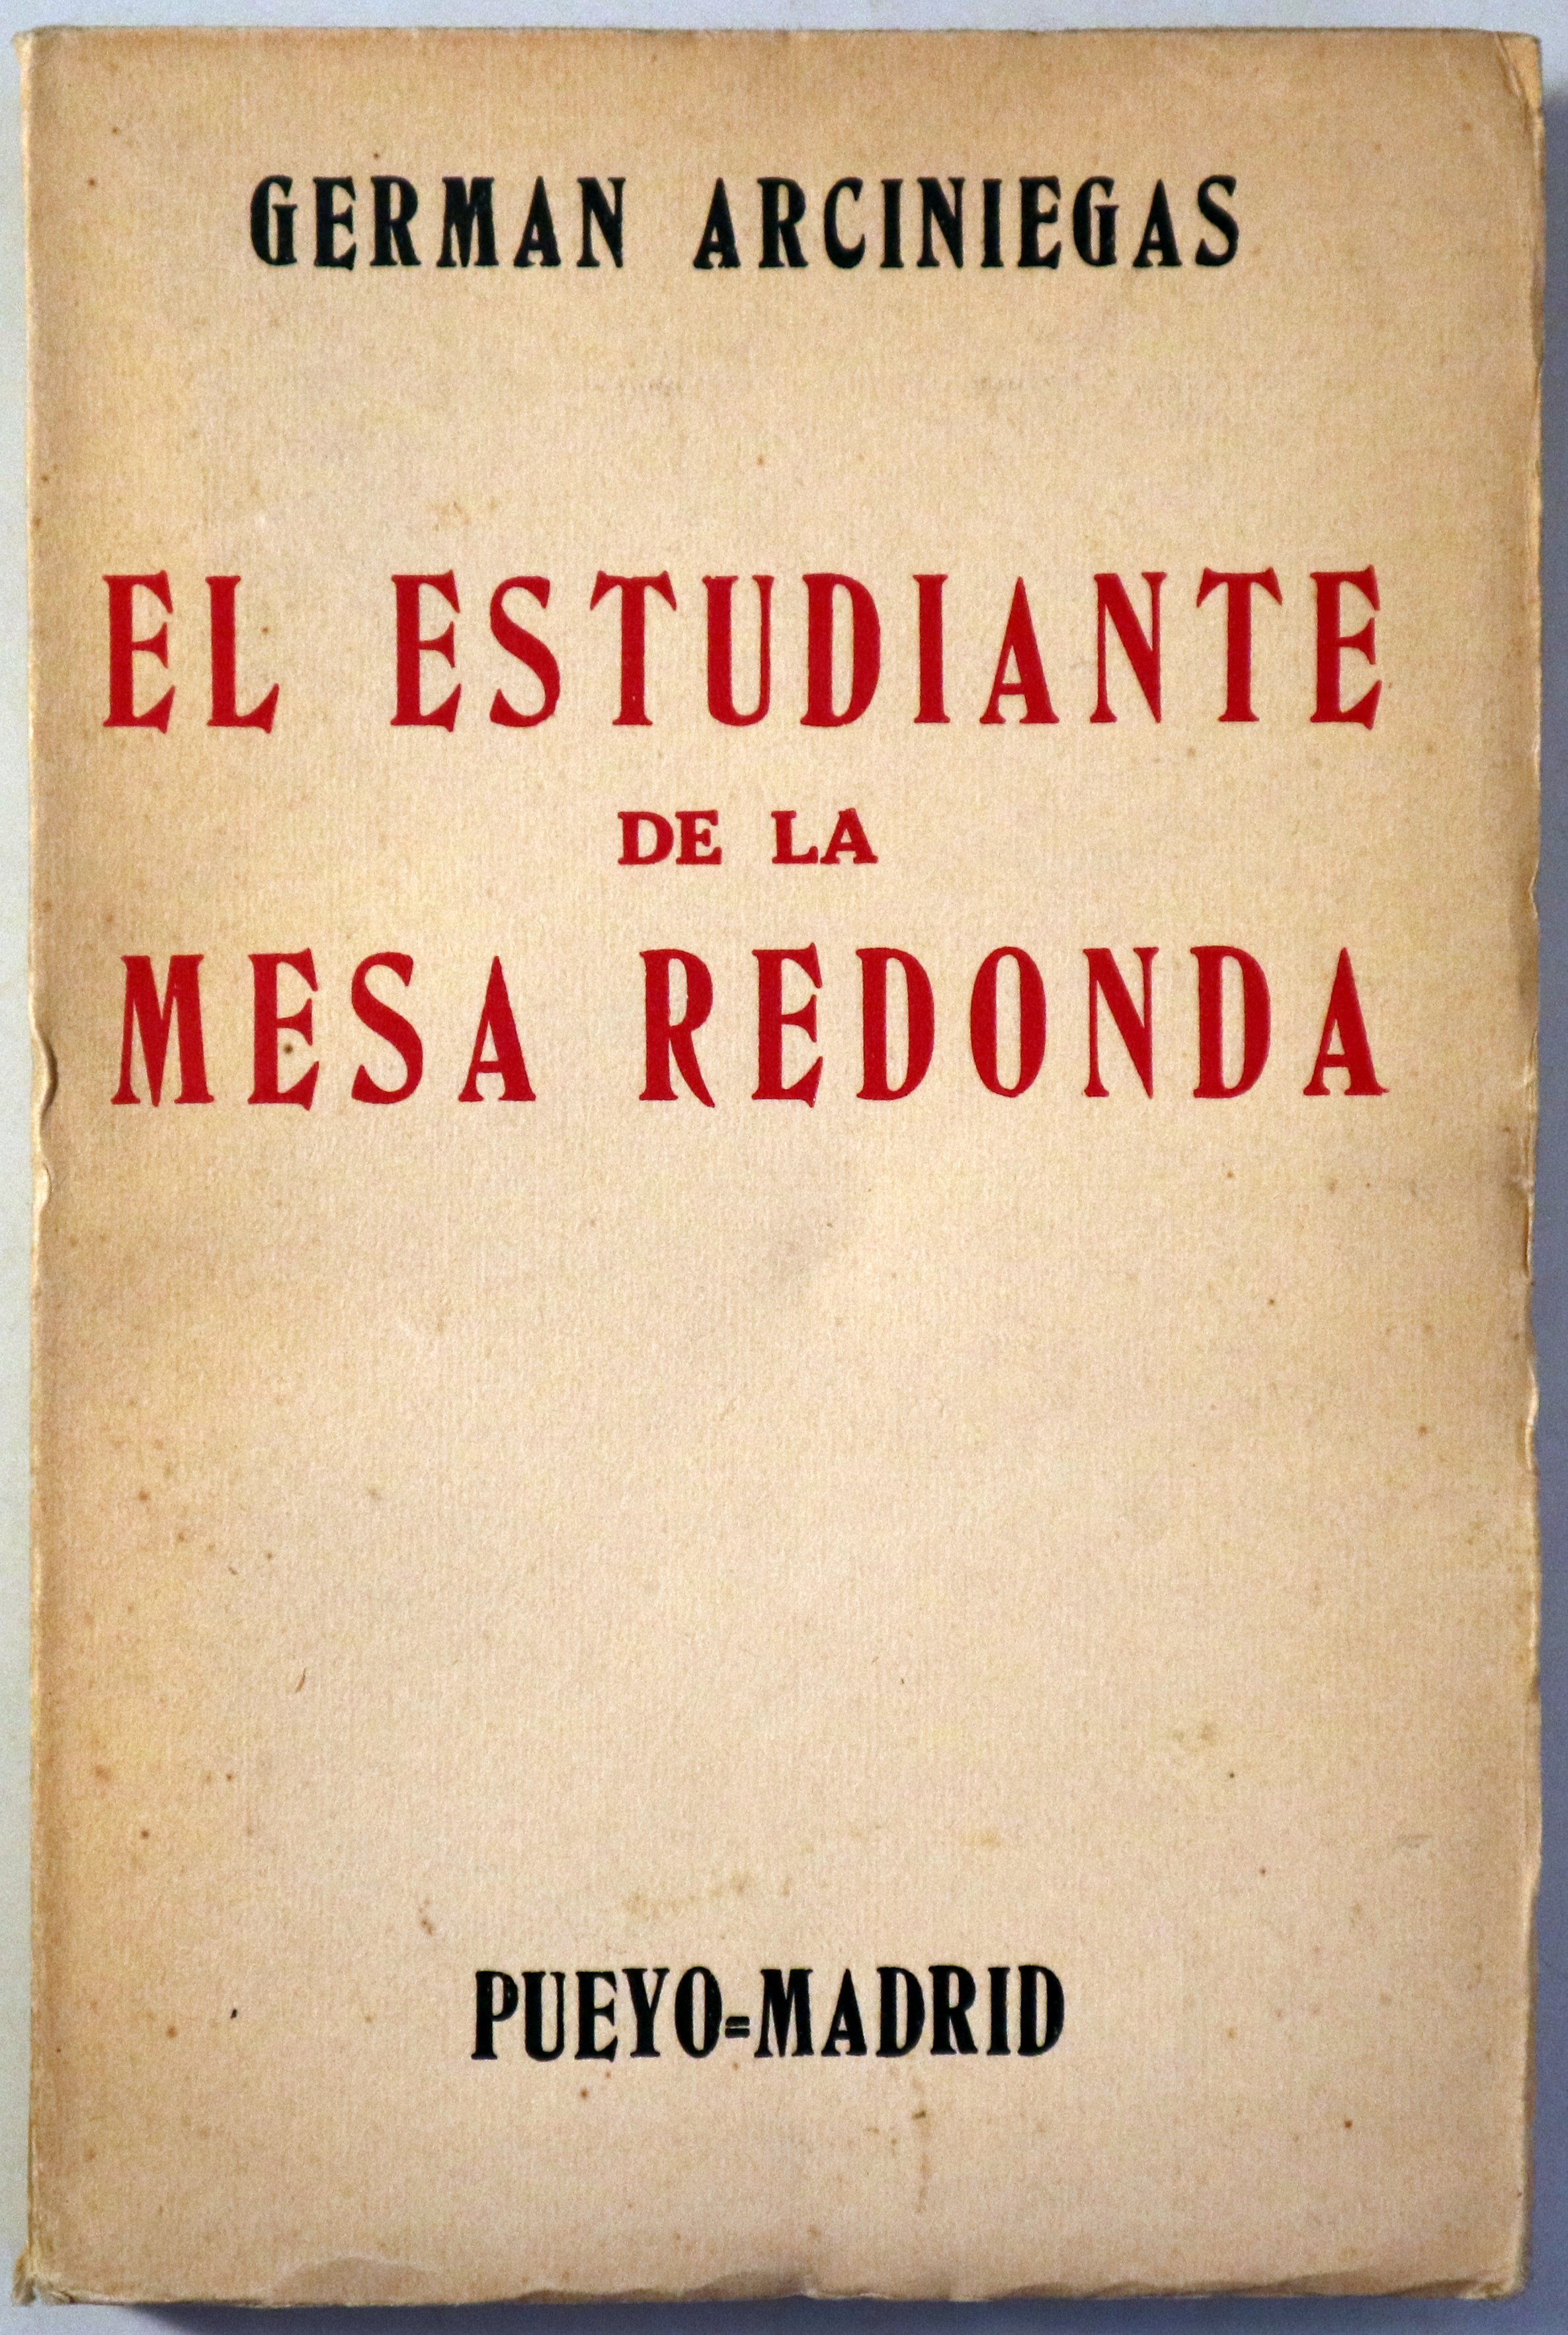 GERMAN ARCINIEGAS
EL ESTUDIANTE
DE LA
MESA REDONDA
PUEYO=MADRID